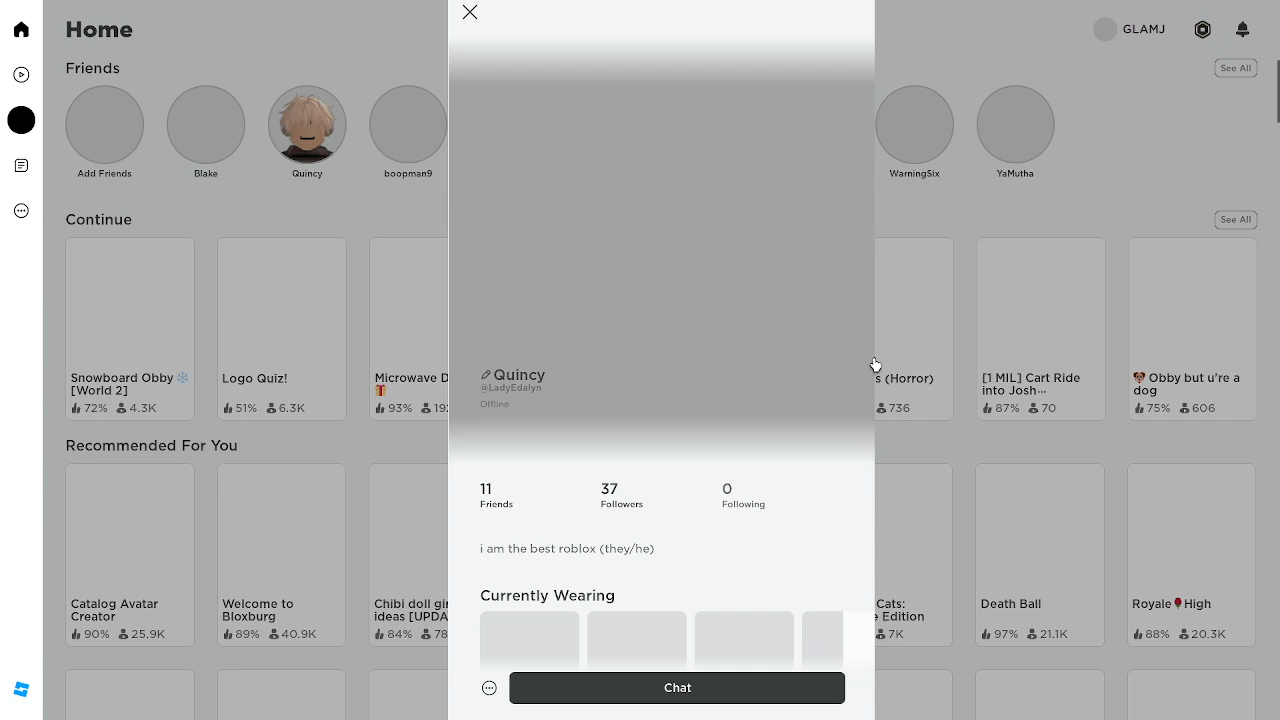 Home
GLAMJ
Friends
See All
Add Friends
Blake
Quincy
boopman9
WarningSix
YaMutha
Continue
See All
Snowboard Obby ❄️
[World 2]
72% 4.3K
Logo Quiz!
51% 6.3K
Microwave D
🎁
93% 19
s (Horror)
736
[1 MIL] Cart Ride
into Josh...
87% 70
🐶 Obby but u're a
dog
75% 606
Recommended For You
Catalog Avatar
Creator
90% 25.9K
Welcome to
Bloxburg
89% 40.9K
Chibi doll gi
ideas [UPDA
84% 78
Cats:
e Edition
7K
Death Ball
97% 21.1K
Royale🌹High
88% 20.3K
Quincy
@LadyEdalyn
Offline
11
Friends
37
Followers
0
Following
i am the best roblox (they/he)
Currently Wearing
Chat